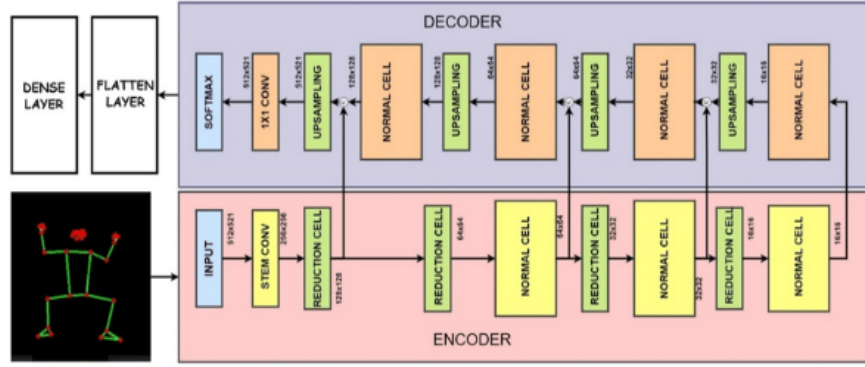 DECODER
DENSE
LAYER
FLATTEN
LAYER
SOFTMAX
512x521
1X1 CONV
512x521
UPSAMPLING
128x128
NORMAL CELL
128x128
UPSAMPLING
64x64
NORMAL CELL
64x64
UPSAMPLING
32x32
NORMAL CELL
32x32
UPSAMPLING
16x16
NORMAL CELL
INPUT
512x521
STEM CONV
256x256
REDUCTION CELL
128x128
REDUCTION CELL
64x64
NORMAL CELL
64x64
REDUCTION CELL
32x32
NORMAL CELL
32x32
REDUCTION CELL
16x16
NORMAL CELL
16x16
ENCODER